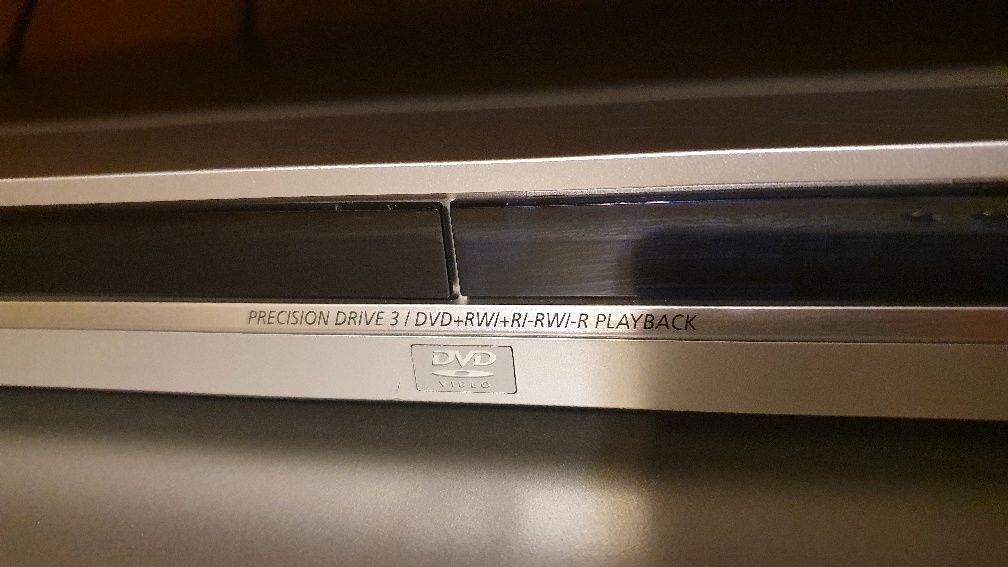 PRECISION DRIVE 3 / DVD+RW/+R/-RW/-R PLAYBACK
DVD
VIDEO